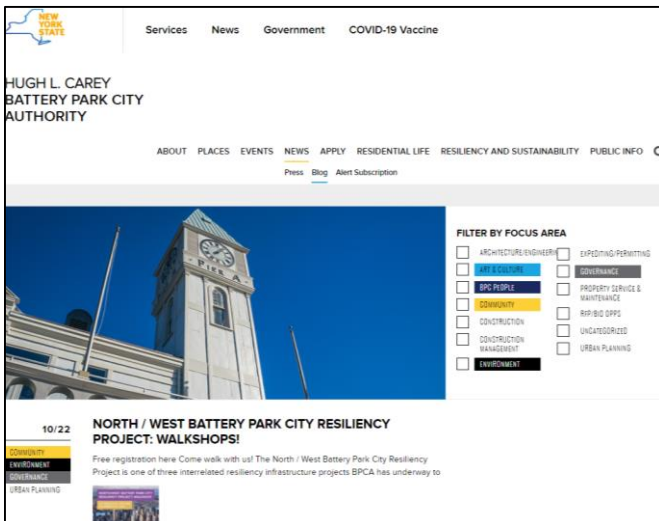 NEW
YORK
STATE
Services News Government COVID-19 Vaccine
HUGH L. CAREY
BATTERY PARK CITY
AUTHORITY
ABOUT PLACES EVENTS NEWS APPLY RESIDENTIAL LIFE RESILIENCY AND SUSTAINABILITY PUBLIC INFO
Press Blog Alert Subscription
PIER A
FILTER BY FOCUS AREA
ARCHITECTURE/ENGINEERIN
ART & CULTURE
BPC PEOPLE
COMMUNITY
CONSTRUCTION
CONSTRUCTION
MANAGEMENT
ENVIRONMENT
EXPEDITING/PERMITTING
GOVERNANCE
PROPERTY SERVICE &
MAINTENANCE
RFP/BID OPPS
UNCATEGORIZED
URBAN PLANNING
10/22
COMMUNITY
ENVIRONMENT
GOVERNANCE
URBAN PLANNING
NORTH / WEST BATTERY PARK CITY RESILIENCY
PROJECT: WALKSHOPS!
Free registration here Come walk with us! The North / West Battery Park City Resiliency
Project is one of three interrelated resiliency infrastructure projects BPCA has underway to